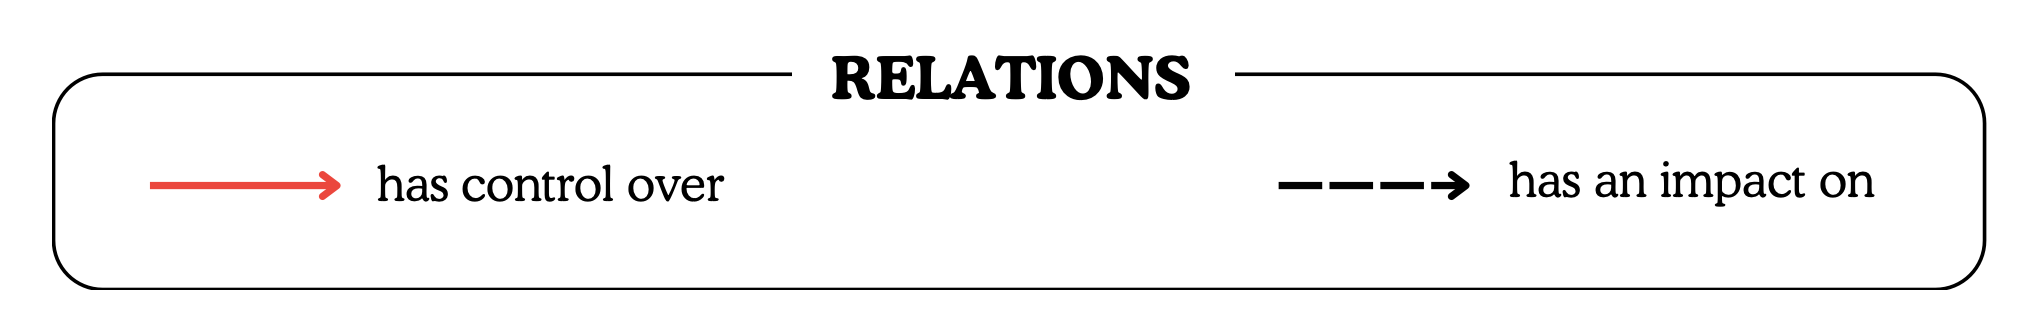 RELATIONS
has control over
has an impact on